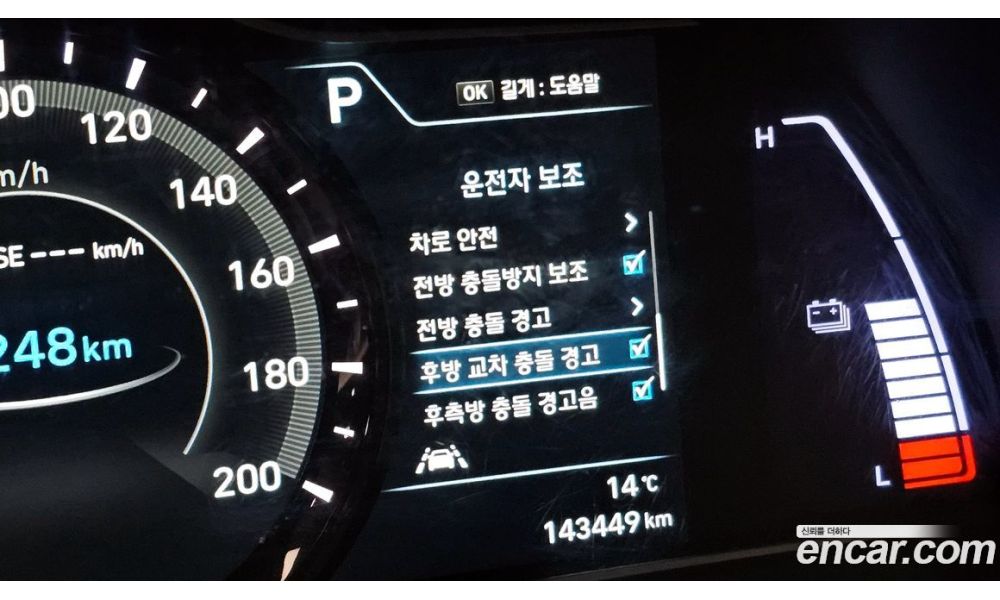 00
120
140
160
180
200
m/h
SE --- km/h
248 km
P
OK 길게 : 도움말
운전자 보조
차로 안전
전방 충돌방지 보조
전방 충돌 경고
후방 교차 충돌 경고
후측방 충돌 경고음
14℃
143449 km
H
L
신뢰를 더하다
encar.com